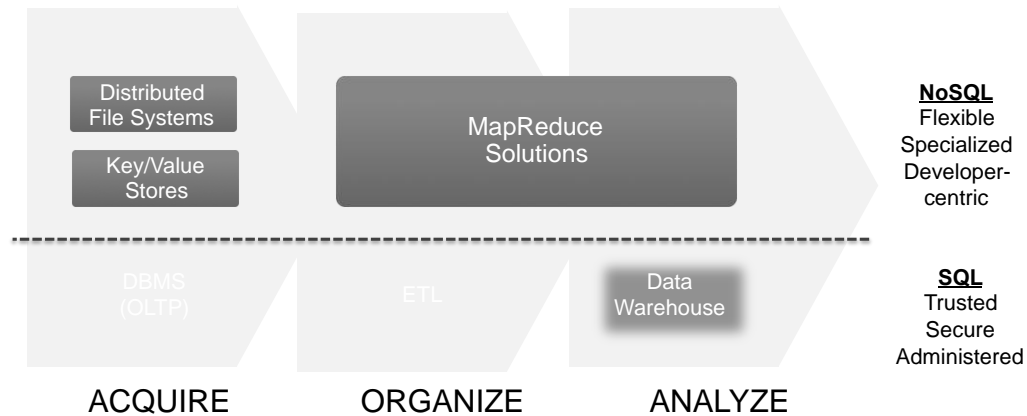 Distributed
File Systems
Key/Value
Stores
MapReduce
Solutions
NoSQL
Flexible
Specialized
Developer-
centric
DBMS
(OLTP)
ETL
Data
Warehouse
SQL
Trusted
Secure
Administered
ACQUIRE
ORGANIZE
ANALYZE